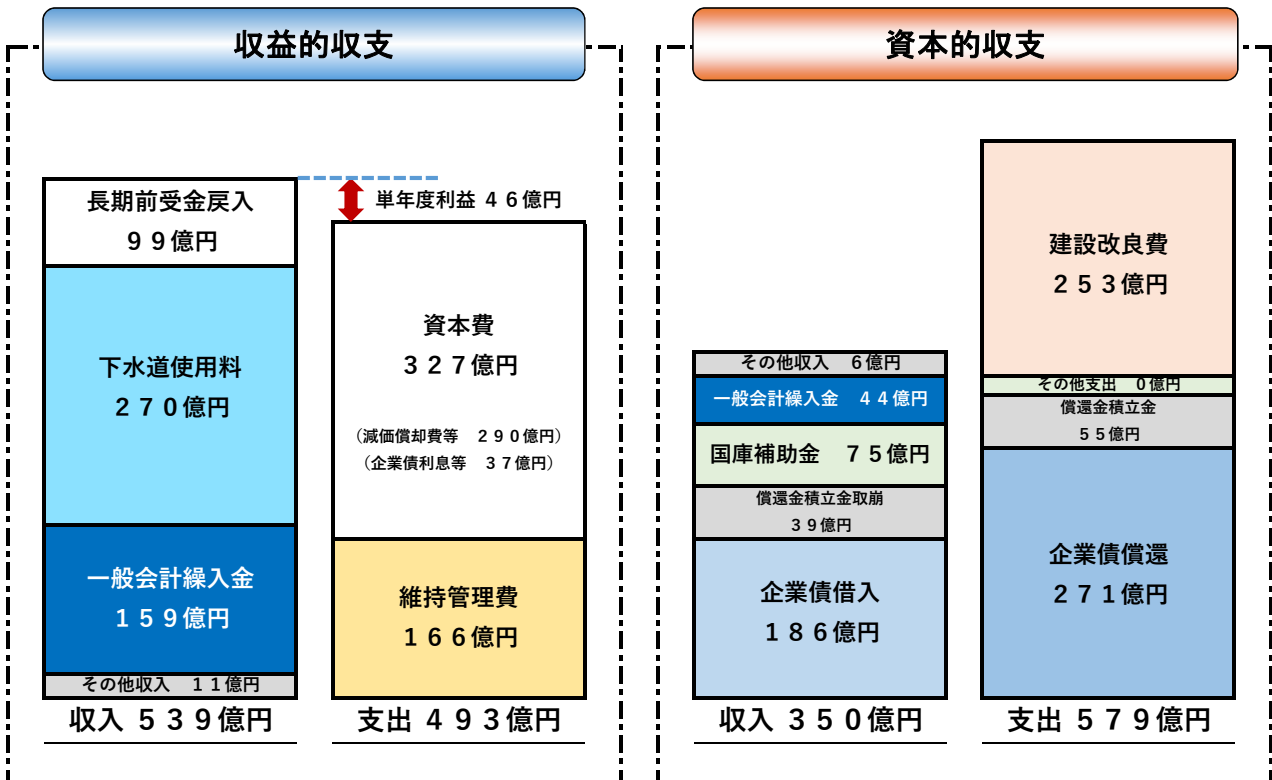 収益的収支
長期前受金戻入
９９億円
下水道使用料
２７０億円
一般会計繰入金
１５９億円
その他収入　１１億円
収入 ５３９億円
単年度利益 ４６億円
資本費
３２７億円
（減価償却費等　２９０億円）
（企業債利息等　３７億円）
維持管理費
１６６億円
支出 ４９３億円
資本的収支
その他収入　６億円
一般会計繰入金　４４億円
国庫補助金　７５億円
償還金積立金取崩
３９億円
企業債借入
１８６億円
収入 ３５０億円
建設改良費
２５３億円
その他支出　０億円
償還金積立金
５５億円
企業債償還
２７１億円
支出 ５７９億円